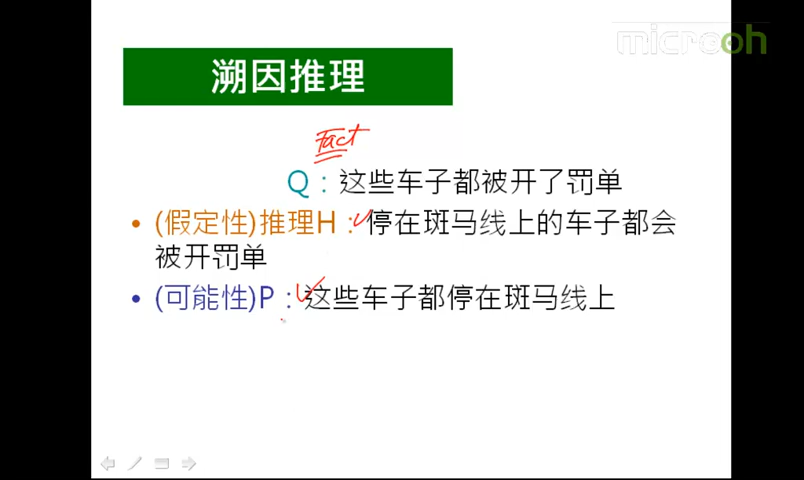 microoh
溯因推理
Fact
Q：这些车子都被开了罚单
• (假定性)推理H：停在斑马线上的车子都会
被开罚单
• (可能性)P：这些车子都停在斑马线上